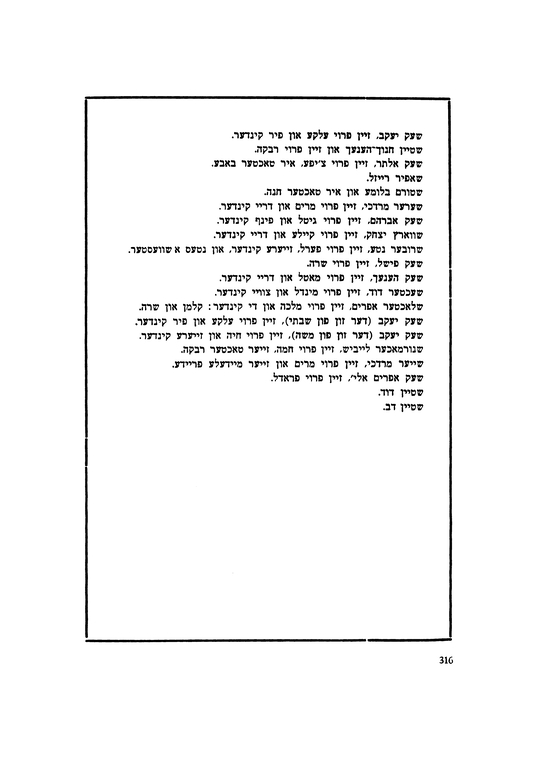 שעק יעקב, זיין פרוי עלקע און פיר קינדער.
שטיין חנוך־הענעך און זיין פרוי רבקה.
שעק אלתר, זיין פרוי צ׳יפע, איר טאכטער באבע.
שאפיר רייזל.
שטורם בלומע און איר טאכטער חנה.
שערער מרדכי, זיין פרוי מרים און דריי קינדער.
שעק אברהם, זיין פרוי גיטל און פינף קינדער.
שווארץ יצחק, זיין פרוי קיילע און דריי קינדער.
שרובער נטע, זיין פרוי פערל, זייערע קינדער, און נטעס א שוועסטער.
שעק פישל, זיין פרוי שרה.
שעק הענעך, זיין פרוי מאטל און דריי קינדער.
שעכטער דוד, זיין פרוי מינדל און צוויי קינדער.
שלאכטער אפרים, זיין פרוי מלכה און די קינדער: קלמן און שרה.
שעק יעקב (דער זון פון שבתי), זיין פרוי עלקע און פיר קינדער.
שעק יעקב (דער זון פון משה), זיין פרוי חיה און זייערע קינדער.
שנורמאכער לייביש, זיין פרוי חמה, זייער טאכטער רבקה.
שייער מרדכי, זיין פרוי מרים און זייער מיידעלע פריידע.
שעק אפרים אלי׳, זיין פרוי פראדל.
שטיין דוד.
שטיין דב.
316